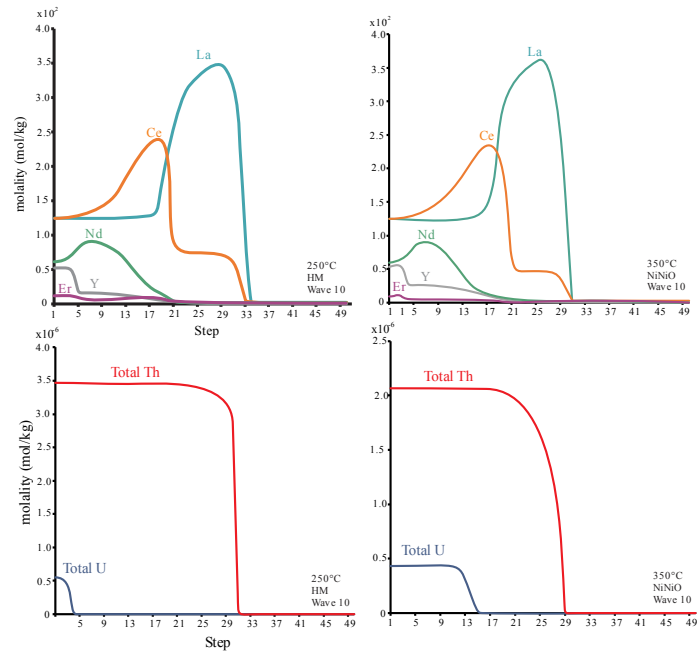 x10²
4.0
3.5
3.0
2.5
2.0
1.5
1.0
0.5
0
molality (mol/kg)
La
Ce
Nd
Y
Er
250°C
HM
Wave 10
1 5 9 13 17 21 25 29 33 37 41 45 49
Step
x10²
4.0
3.5
3.0
2.5
2.0
1.5
1.0
0.5
0
La
Ce
Nd
Y
Er
350°C
NiNiO
Wave 10
1 1 5 9 13 17 21 25 29 33 37 41 45 49
x10⁻⁶
4.0
3.5
3.0
2.5
2.0
1.5
1.0
0.5
0
molality (mol/kg)
Total Th
Total U
250°C
HM
Wave 10
1 5 9 13 17 21 25 29 33 37 41 45 49
Step
x10⁻⁶
2.5
2.0
1.5
1.0
0.5
0
Total Th
Total U
350°C
NiNiO
Wave 10
1 5 9 13 17 21 25 29 33 37 41 45 49